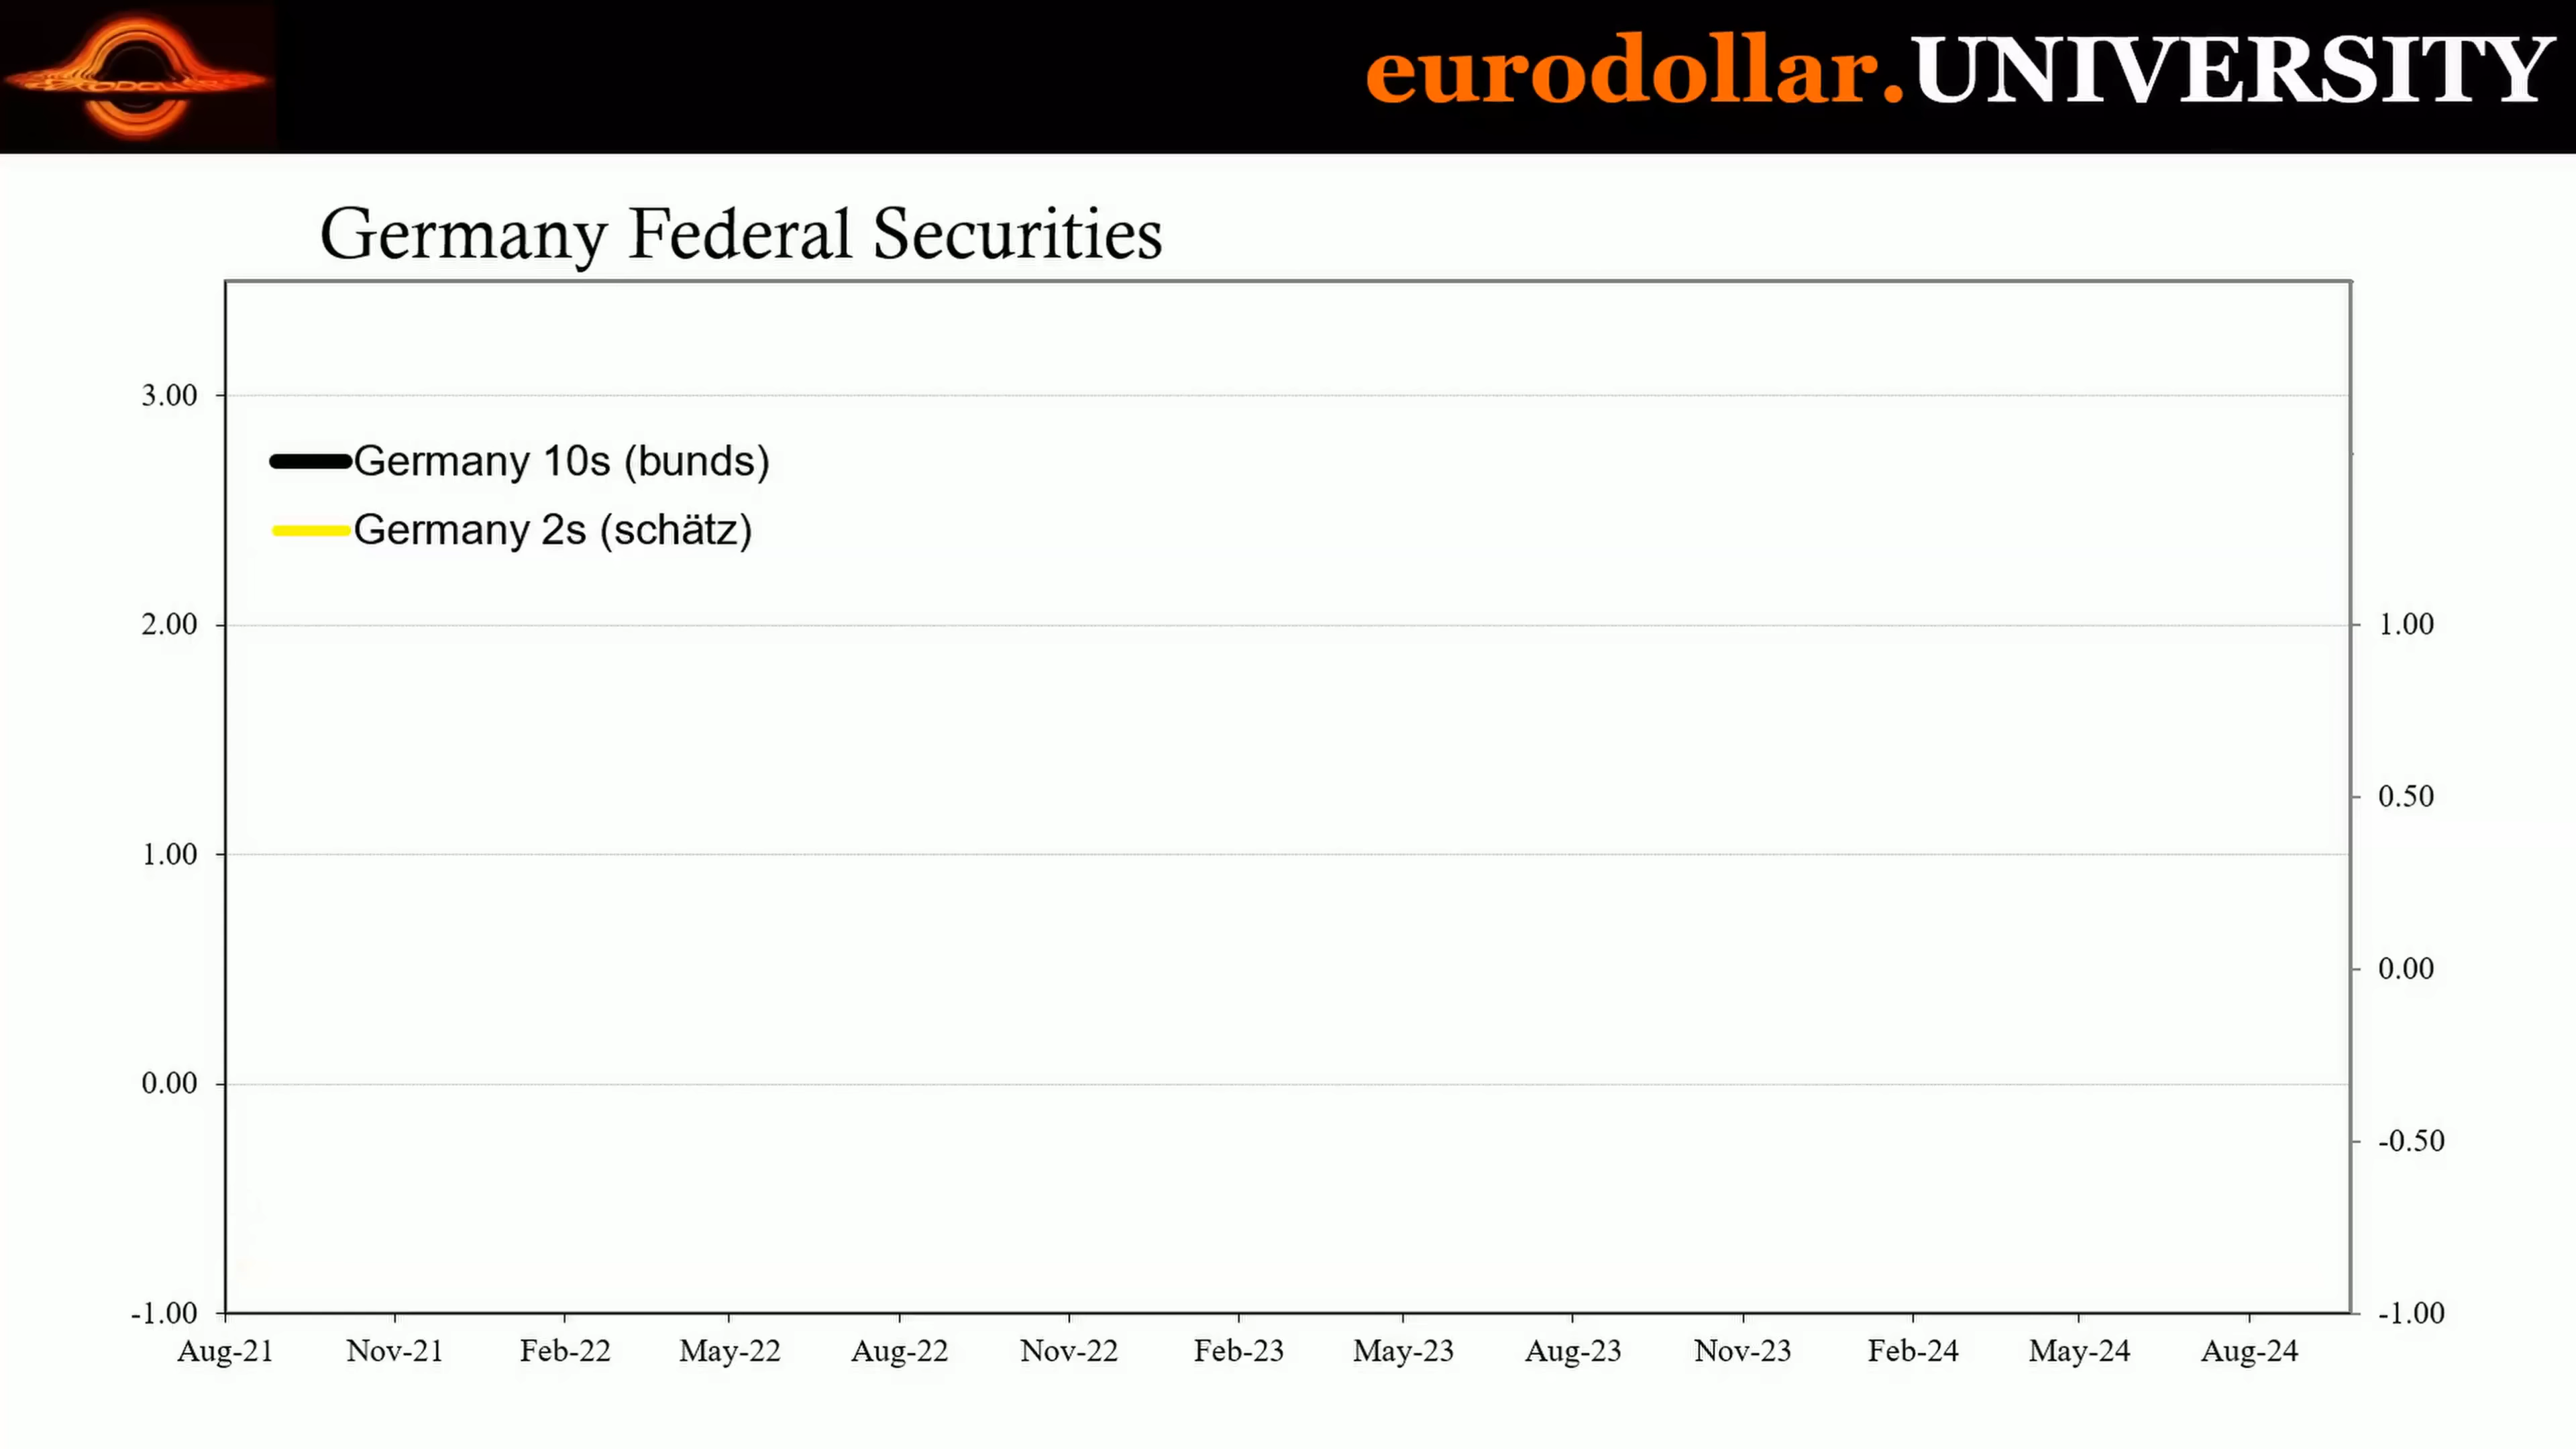 eurodollar.UNIVERSITY
Germany Federal Securities
3.00
Germany 10s (bunds)
Germany 2s (schätz)
2.00
1.00
0.50
1.00
0.00
0.00
-0.50
-1.00
-1.00
Aug-21 Nov-21 Feb-22 May-22 Aug-22 Nov-22 Feb-23 May-23 Aug-23 Nov-23 Feb-24 May-24 Aug-24